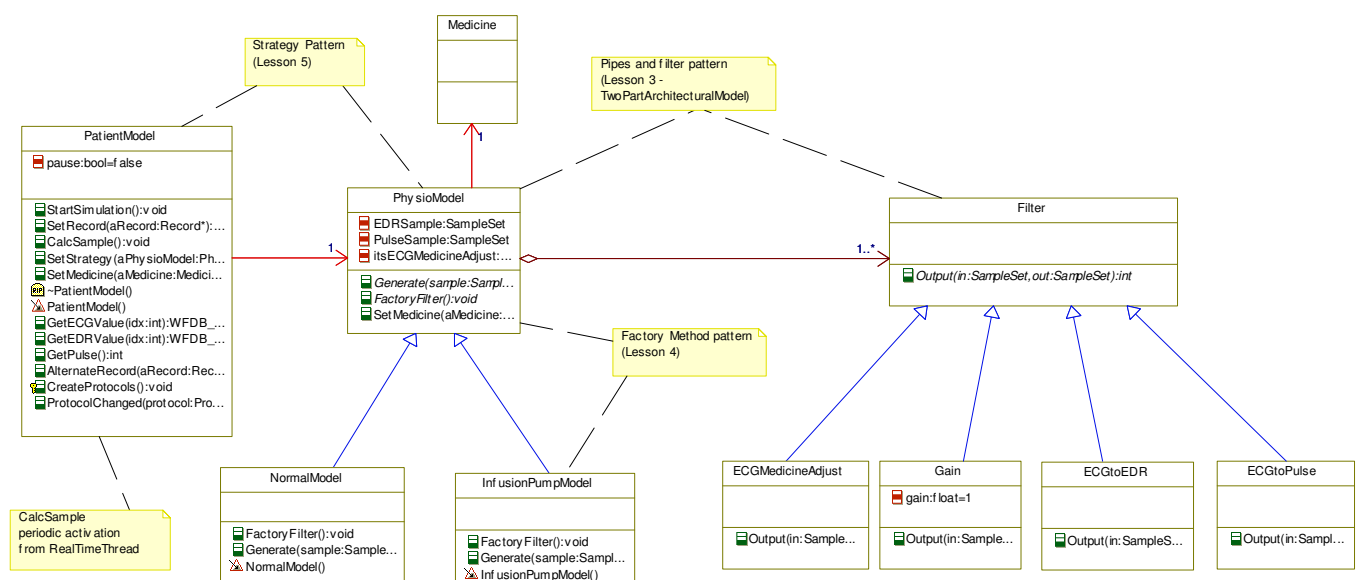 Medicine
1
Strategy Pattern
(Lesson 5)
Pipes and filter pattern
(Lesson 3 -
TwoPartArchitecturalModel)
PatientModel
pause:bool=false
StartSimulation():void
SetRecord(aRecord:Record*):...
CalcSample():void
SetStrategy(aPhysioModel:Ph...
SetMedicine(aMedicine:Medici...
~PatientModel()
PatientModel()
GetECGValue(idx:int):WFDB_...
GetEDRValue(idx:int):WFDB_...
GetPulse():int
AlternateRecord(aRecord:Rec...
CreateProtocols():void
ProtocolChanged(protocol:Pro...
1
PhysioModel
EDRSample:SampleSet
PulseSample:SampleSet
itsECGMedicineAdjust:...
Generate(sample:Sampl...
FactoryFilter():void
SetMedicine(aMedicine:...
1..*
Filter
Output(in:SampleSet,out:SampleSet):int
Factory Method pattern
(Lesson 4)
CalcSample
periodic activation
from RealTimeThread
NormalModel
FactoryFilter():void
Generate(sample:Sample...
NormalModel()
InfusionPumpModel
FactoryFilter():void
Generate(sample:Sampl...
InfusionPumpModel()
ECGMedicineAdjust
Output(in:Sample...
Gain
gain:float=1
Output(in:Sample...
ECGtoEDR
Output(in:SampleS...
ECGtoPulse
Output(in:Sampl...